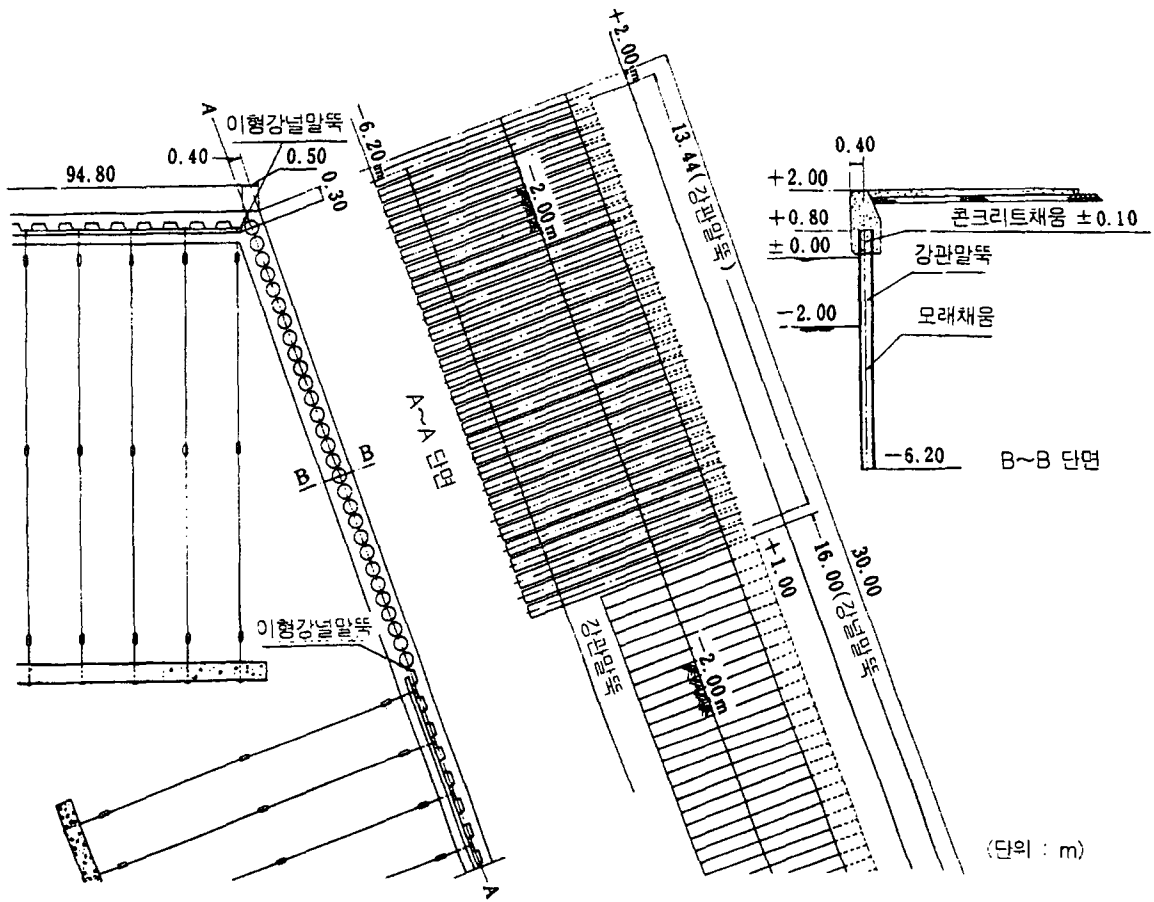 A
이형강널말뚝
0.40
0.50
94.80
0.30
B
B
이형강널말뚝
A
-6.20m
+2.00m
-2.00m
13.44(강관말뚝)
A~A 단면
+1.00
16.00(강널말뚝)
30.00
강관말뚝
-2.00m
0.40
+2.00
+0.80
콘크리트채움 ±0.10
±0.00
강관말뚝
-2.00
모래채움
-6.20
B~B 단면
(단위 : m)